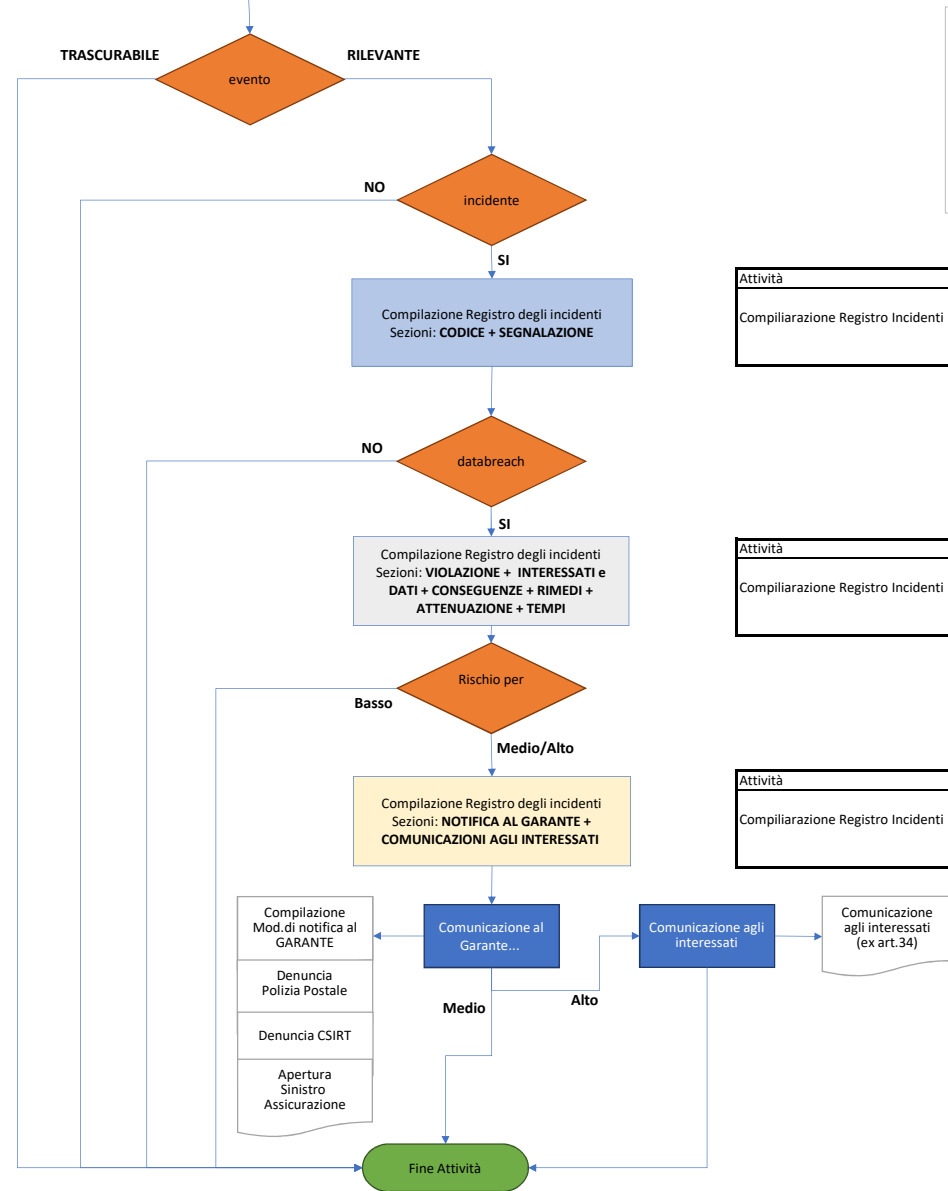 TRASCURABILE
RILEVANTE
evento
NO
incidente
SI
Compilazione Registro degli incidenti
Sezioni: CODICE + SEGNALAZIONE
Attività
Compiliarazione Registro Incidenti
NO
databreach
SI
Compilazione Registro degli incidenti
Sezioni: VIOLAZIONE + INTERESSATI e
DATI + CONSEGUENZE + RIMEDI +
ATTENUAZIONE + TEMPI
Attività
Compiliarazione Registro Incidenti
Rischio per
Basso
Medio/Alto
Compilazione Registro degli incidenti
Sezioni: NOTIFICA AL GARANTE +
COMUNICAZIONI AGLI INTERESSATI
Attività
Compiliarazione Registro Incidenti
Compilazione
Mod.di notifica al
GARANTE
Denuncia
Polizia Postale
Denuncia CSIRT
Apertura
Sinistro
Assicurazione
Comunicazione al
Garante...
Comunicazione agli
interessati
Comunicazione
agli interessati
(ex art.34)
Medio
Alto
Fine Attività